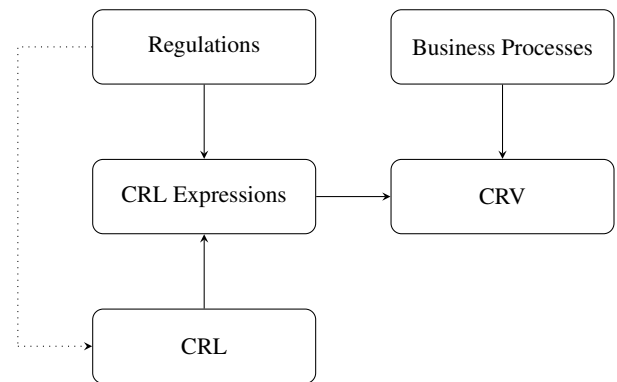 Regulations
Business Processes
CRL Expressions
CRV
CRL